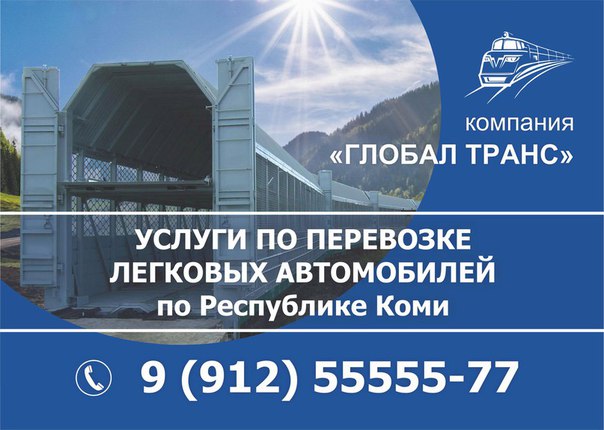 компания
«ГЛОБАЛ ТРАНС»
УСЛУГИ ПО ПЕРЕВОЗКЕ
ЛЕГКОВЫХ АВТОМОБИЛЕЙ
по Республике Коми
9 (912) 55555-77